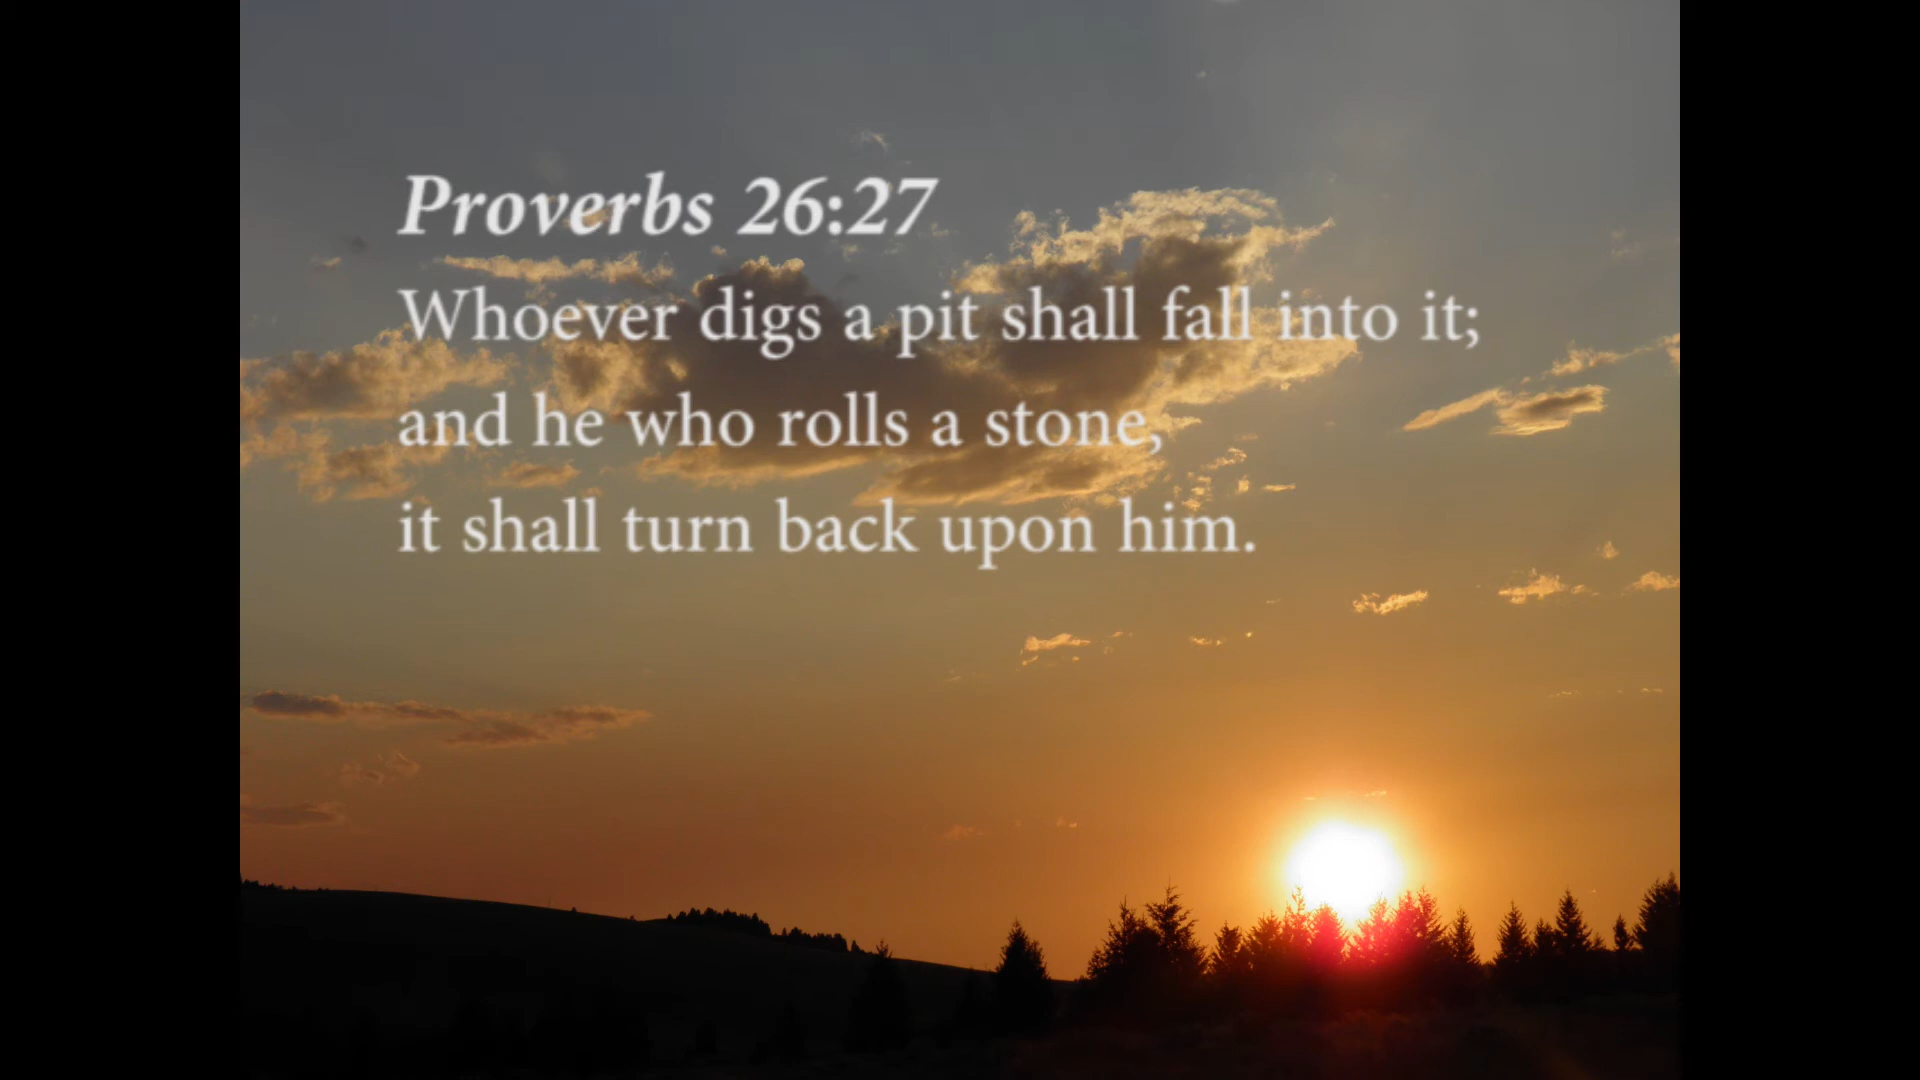 Proverbs 26:27
Whoever digs a pit shall fall into it;
and he who rolls a stone,
it shall turn back upon him.